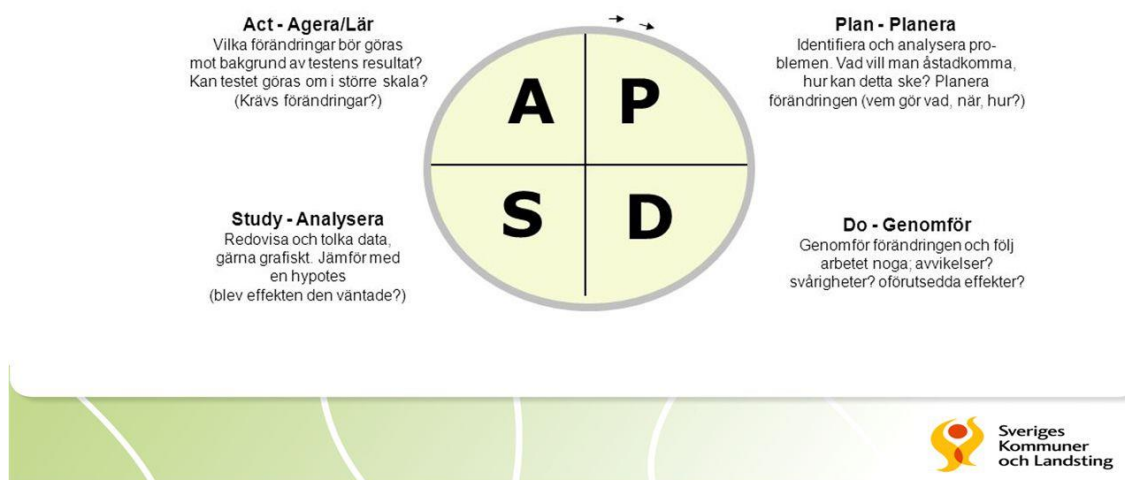 Act - Agera/Lär
Vilka förändringar bör göras
mot bakgrund av testens resultat?
Kan testet göras om i större skala?
(Krävs förändringar?)
Plan - Planera
Identifiera och analysera pro-
blemen. Vad vill man åstadkomma,
hur kan detta ske? Planera
förändringen (vem gör vad, när, hur?)
A
P
S
D
Study - Analysera
Redovisa och tolka data,
gärna grafiskt. Jämför med
en hypotes
(blev effekten den väntade?)
Do - Genomför
Genomför förändringen och följ
arbetet noga; avvikelser?
svårigheter? oförutsedda effekter?
Sveriges
Kommuner
och Landsting